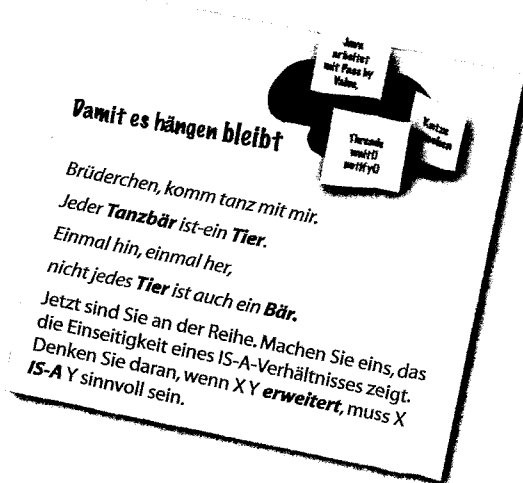 Java
arbeitet
mit Pass by
Value.
Katze
Threads
wait()
notify()
Damit es hängen bleibt
Brüderchen, komm tanz mit mir.
Jeder Tanzbär ist-ein Tier.
Einmal hin, einmal her,
nicht jedes Tier ist auch ein Bär.
Jetzt sind Sie an der Reihe. Machen Sie eins, das
die Einseitigkeit eines IS-A-Verhältnisses zeigt.
Denken Sie daran, wenn X Y erweitert, muss X
IS-A Y sinnvoll sein.